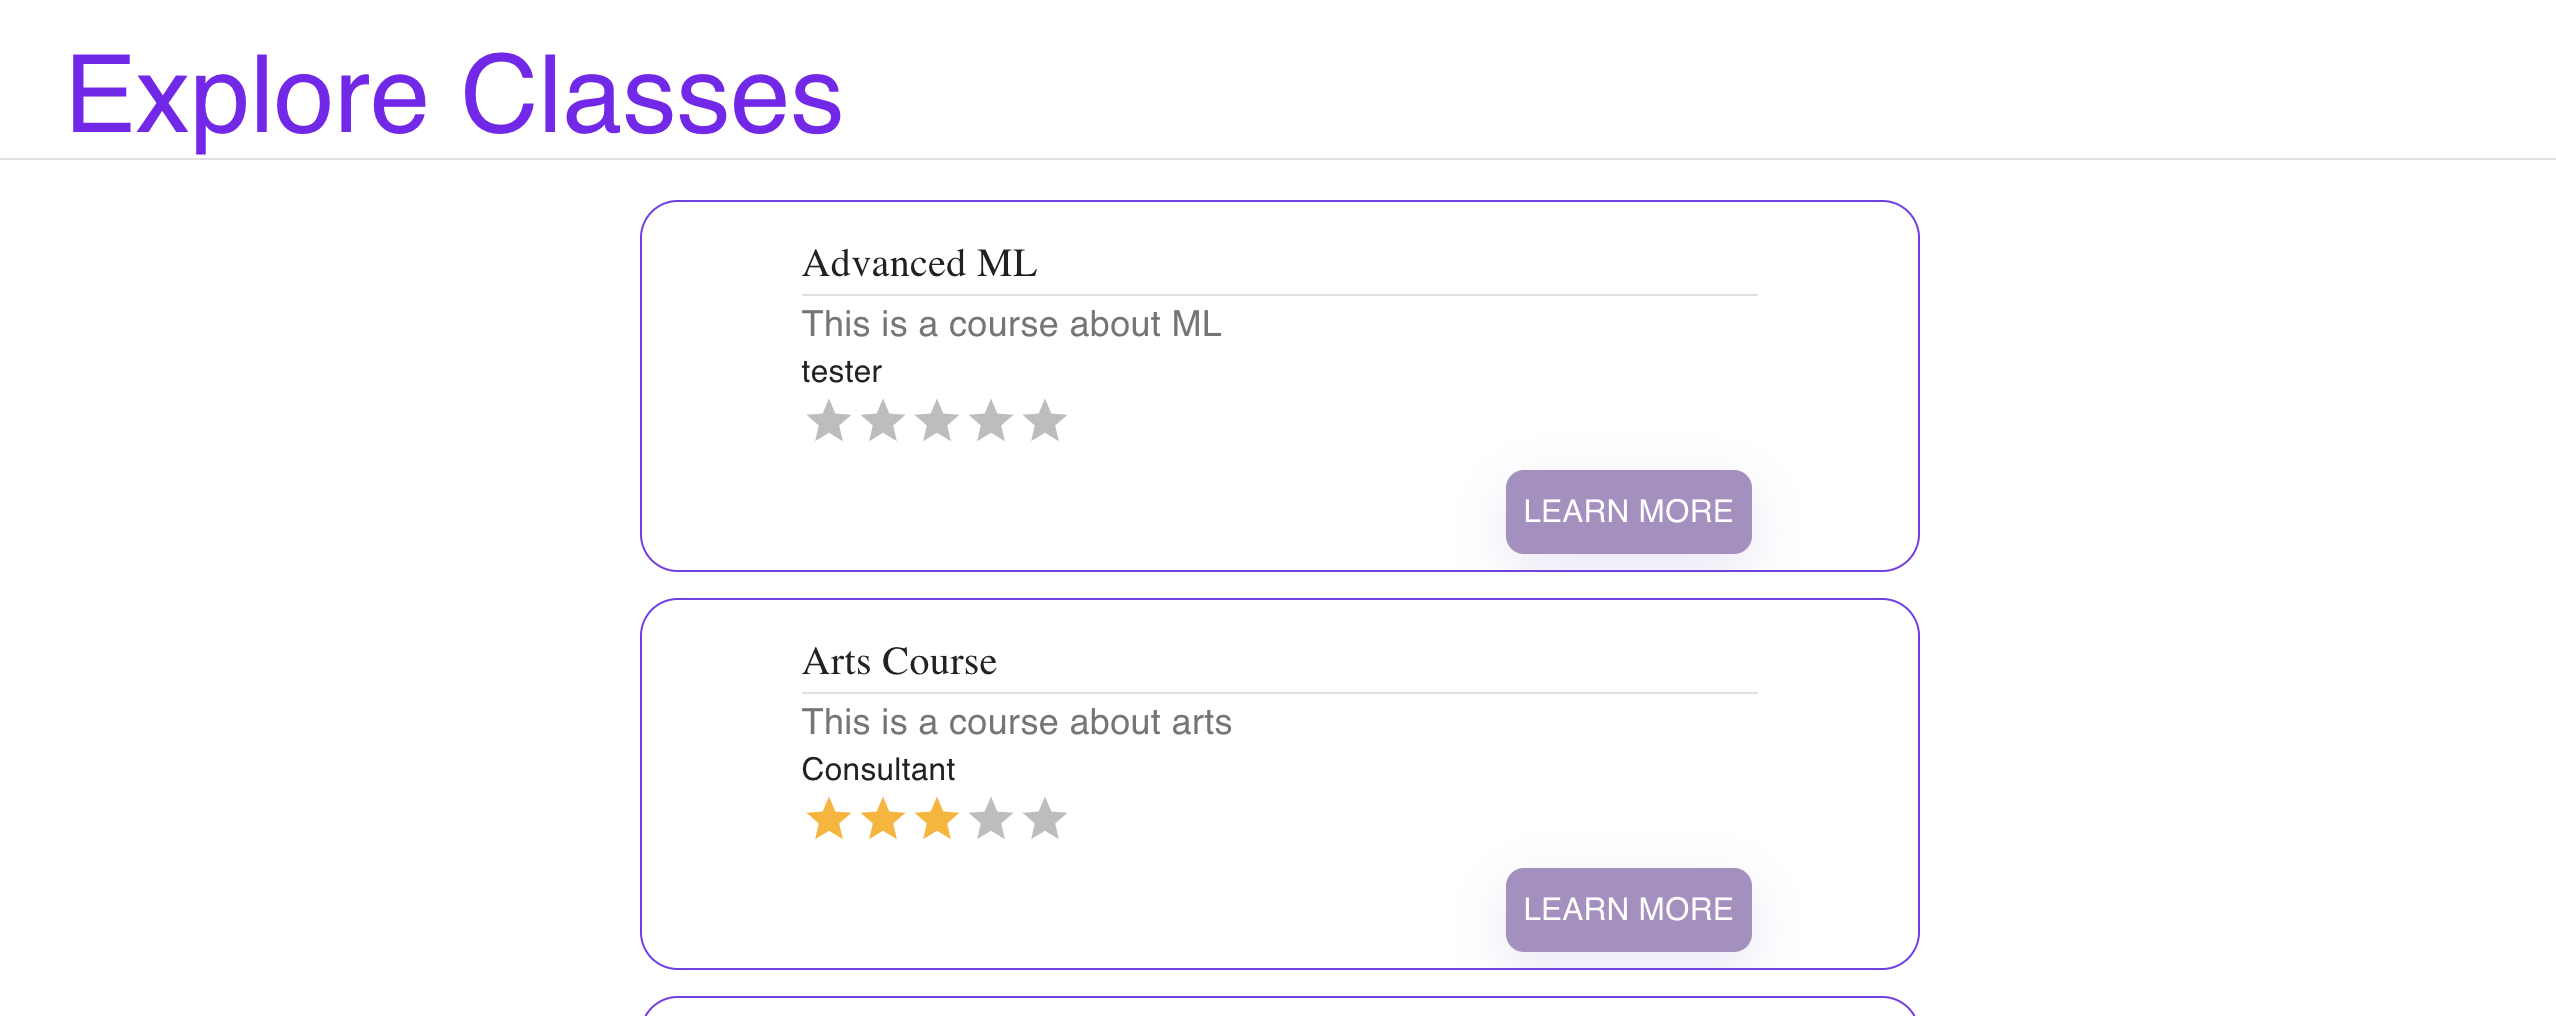 Explore Classes
Advanced ML
This is a course about ML
tester
LEARN MORE
Arts Course
This is a course about arts
Consultant
LEARN MORE